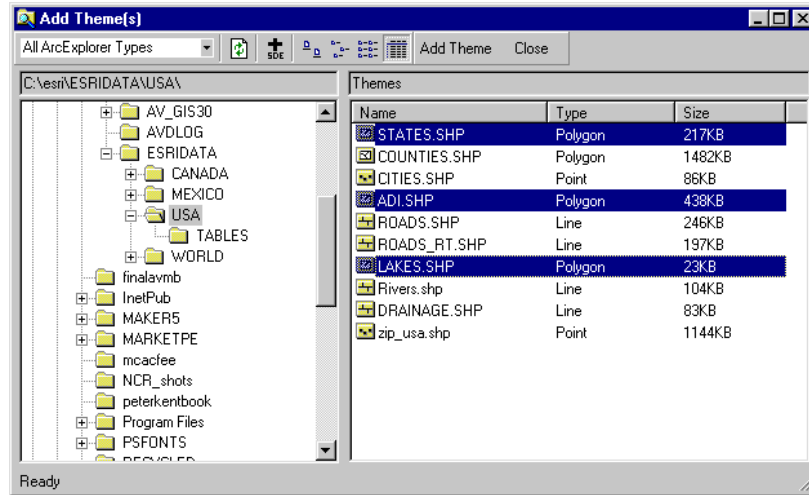 Add Theme(s)
All ArcExplorer Types
SDE
Add Theme Close
C:\esri\ESRIDATA\USA\
AV_GIS30
AVDLOG
ESRIDATA
CANADA
MEXICO
USA
TABLES
WORLD
finalavmb
InetPub
MAKER5
MARKETPE
mcacfee
NCR_shots
peterkentbook
Program Files
PSFONTS
Themes
Name Type Size
STATES.SHP Polygon 217KB
COUNTIES.SHP Polygon 1482KB
CITIES.SHP Point 86KB
ADI.SHP Polygon 438KB
ROADS.SHP Line 246KB
ROADS_RT.SHP Line 197KB
LAKES.SHP Polygon 23KB
Rivers.shp Line 104KB
DRAINAGE.SHP Line 83KB
zip_usa.shp Point 1144KB
Ready